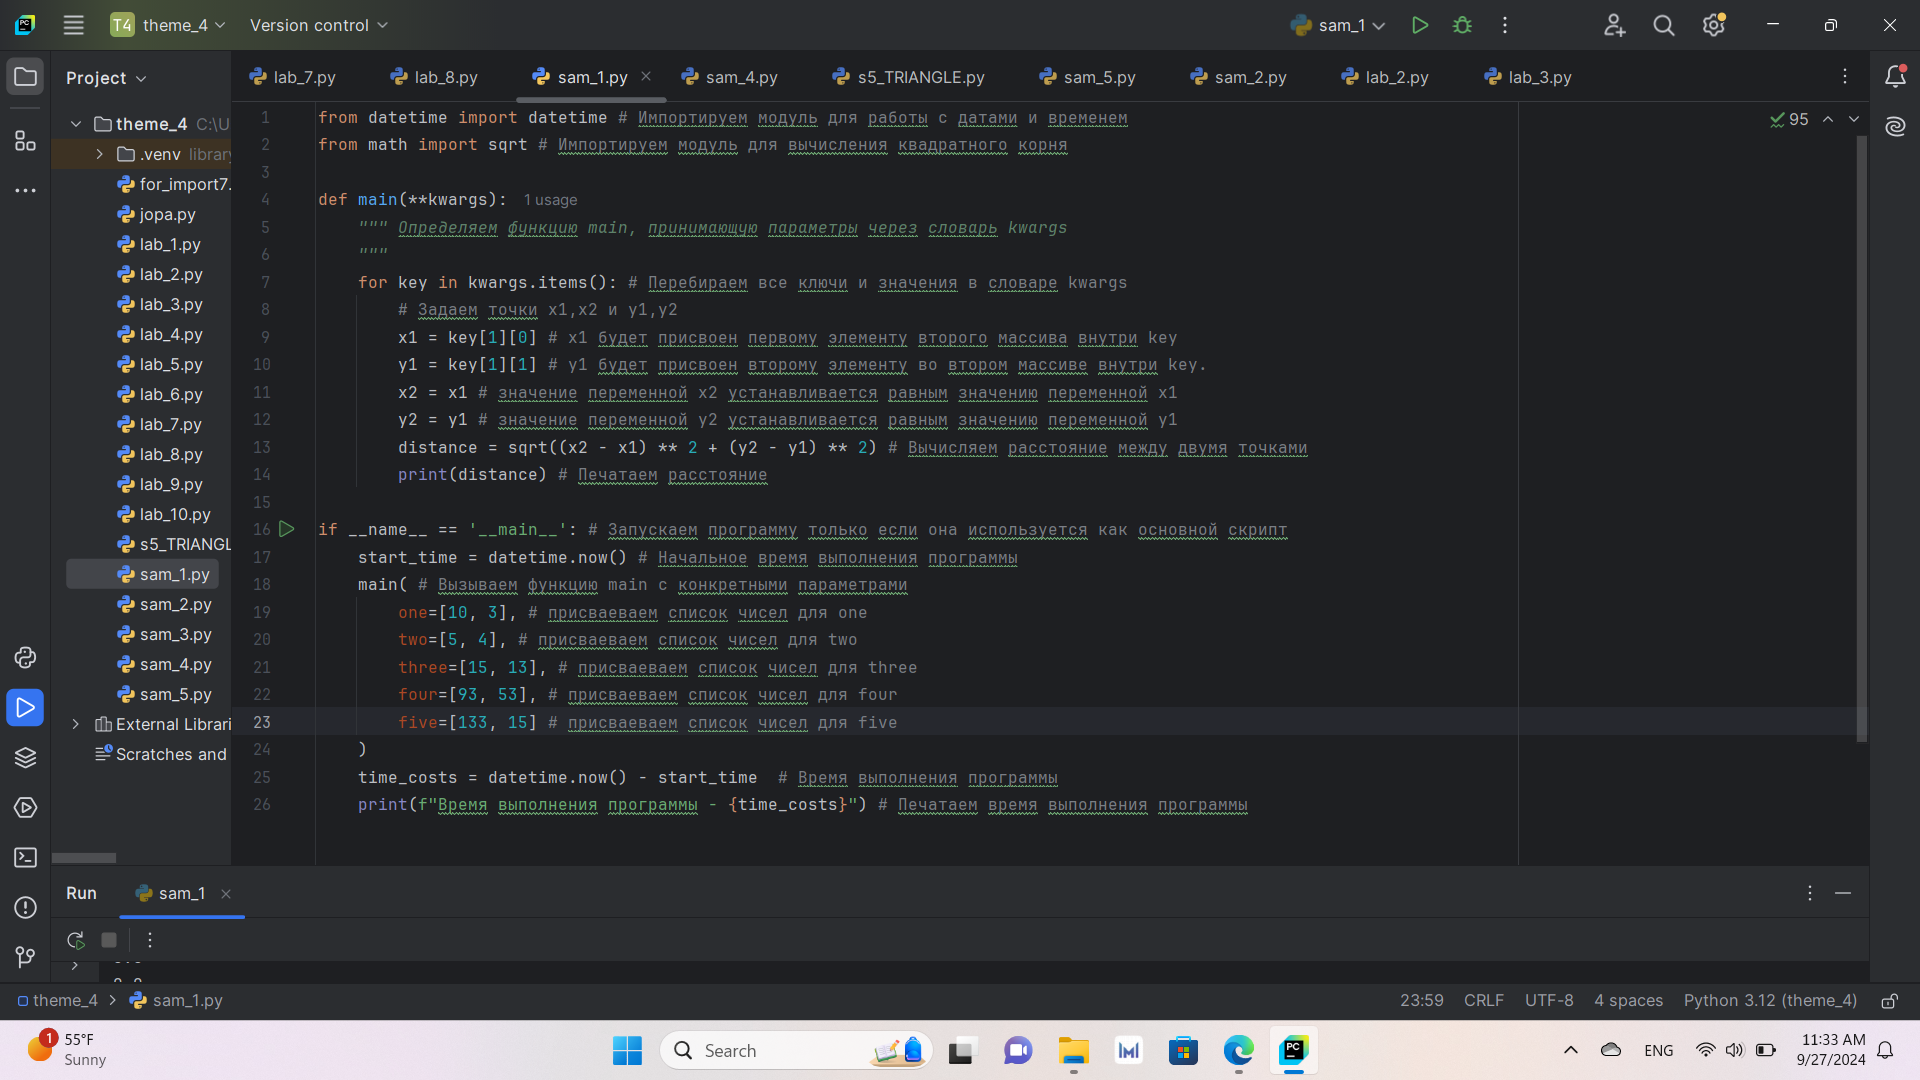 T4 theme_4 Version control sam_1
Project
lab_7.py lab_8.py sam_1.py sam_4.py s5_TRIANGLE.py sam_5.py sam_2.py lab_2.py lab_3.py
theme_4 C:\U
.venv library
for_import7.
jopa.py
lab_1.py
lab_2.py
lab_3.py
lab_4.py
lab_5.py
lab_6.py
lab_7.py
lab_8.py
lab_9.py
lab_10.py
s5_TRIANGL
sam_1.py
sam_2.py
sam_3.py
sam_4.py
sam_5.py
External Librari
Scratches and
95
1 from datetime import datetime # Импортируем модуль для работы с датами и временем
2 from math import sqrt # Импортируем модуль для вычисления квадратного корня
3
4 def main(**kwargs): 1 usage
5 """ Определяем функцию main, принимающую параметры через словарь kwargs
6 """
7 for key in kwargs.items(): # Перебираем все ключи и значения в словаре kwargs
8 # Задаем точки x1,x2 и y1,y2
9 x1 = key[1][0] # x1 будет присвоен первому элементу второго массива внутри key
10 y1 = key[1][1] # y1 будет присвоен второму элементу во втором массиве внутри key.
11 x2 = x1 # значение переменной x2 устанавливается равным значению переменной x1
12 y2 = y1 # значение переменной y2 устанавливается равным значению переменной y1
13 distance = sqrt((x2 - x1) ** 2 + (y2 - y1) ** 2) # Вычисляем расстояние между двумя точками
14 print(distance) # Печатаем расстояние
15
16 if __name__ == '__main__': # Запускаем программу только если она используется как основной скрипт
17 start_time = datetime.now() # Начальное время выполнения программы
18 main( # Вызываем функцию main с конкретными параметрами
19 one=[10, 3], # присваеваем список чисел для one
20 two=[5, 4], # присваеваем список чисел для two
21 three=[15, 13], # присваеваем список чисел для three
22 four=[93, 53], # присваеваем список чисел для four
23 five=[133, 15] # присваеваем список чисел для five
24 )
25 time_costs = datetime.now() - start_time # Время выполнения программы
26 print(f"Время выполнения программы - {time_costs}") # Печатаем время выполнения программы
Run sam_1
theme_4 sam_1.py 23:59 CRLF UTF-8 4 spaces Python 3.12 (theme_4)
1 55°F
Sunny
Search
ENG
11:33 AM
9/27/2024